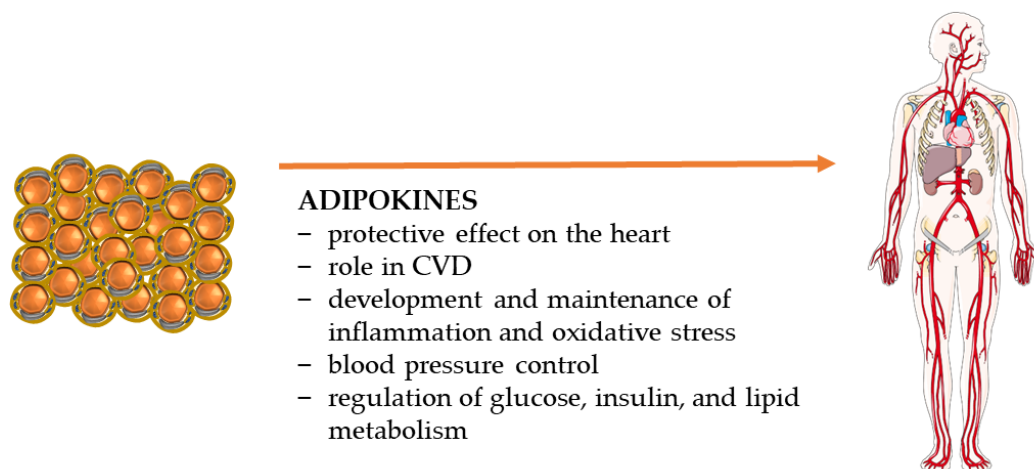 ADIPOKINES
− protective effect on the heart
− role in CVD
− development and maintenance of
inflammation and oxidative stress
− blood pressure control
− regulation of glucose, insulin, and lipid
metabolism